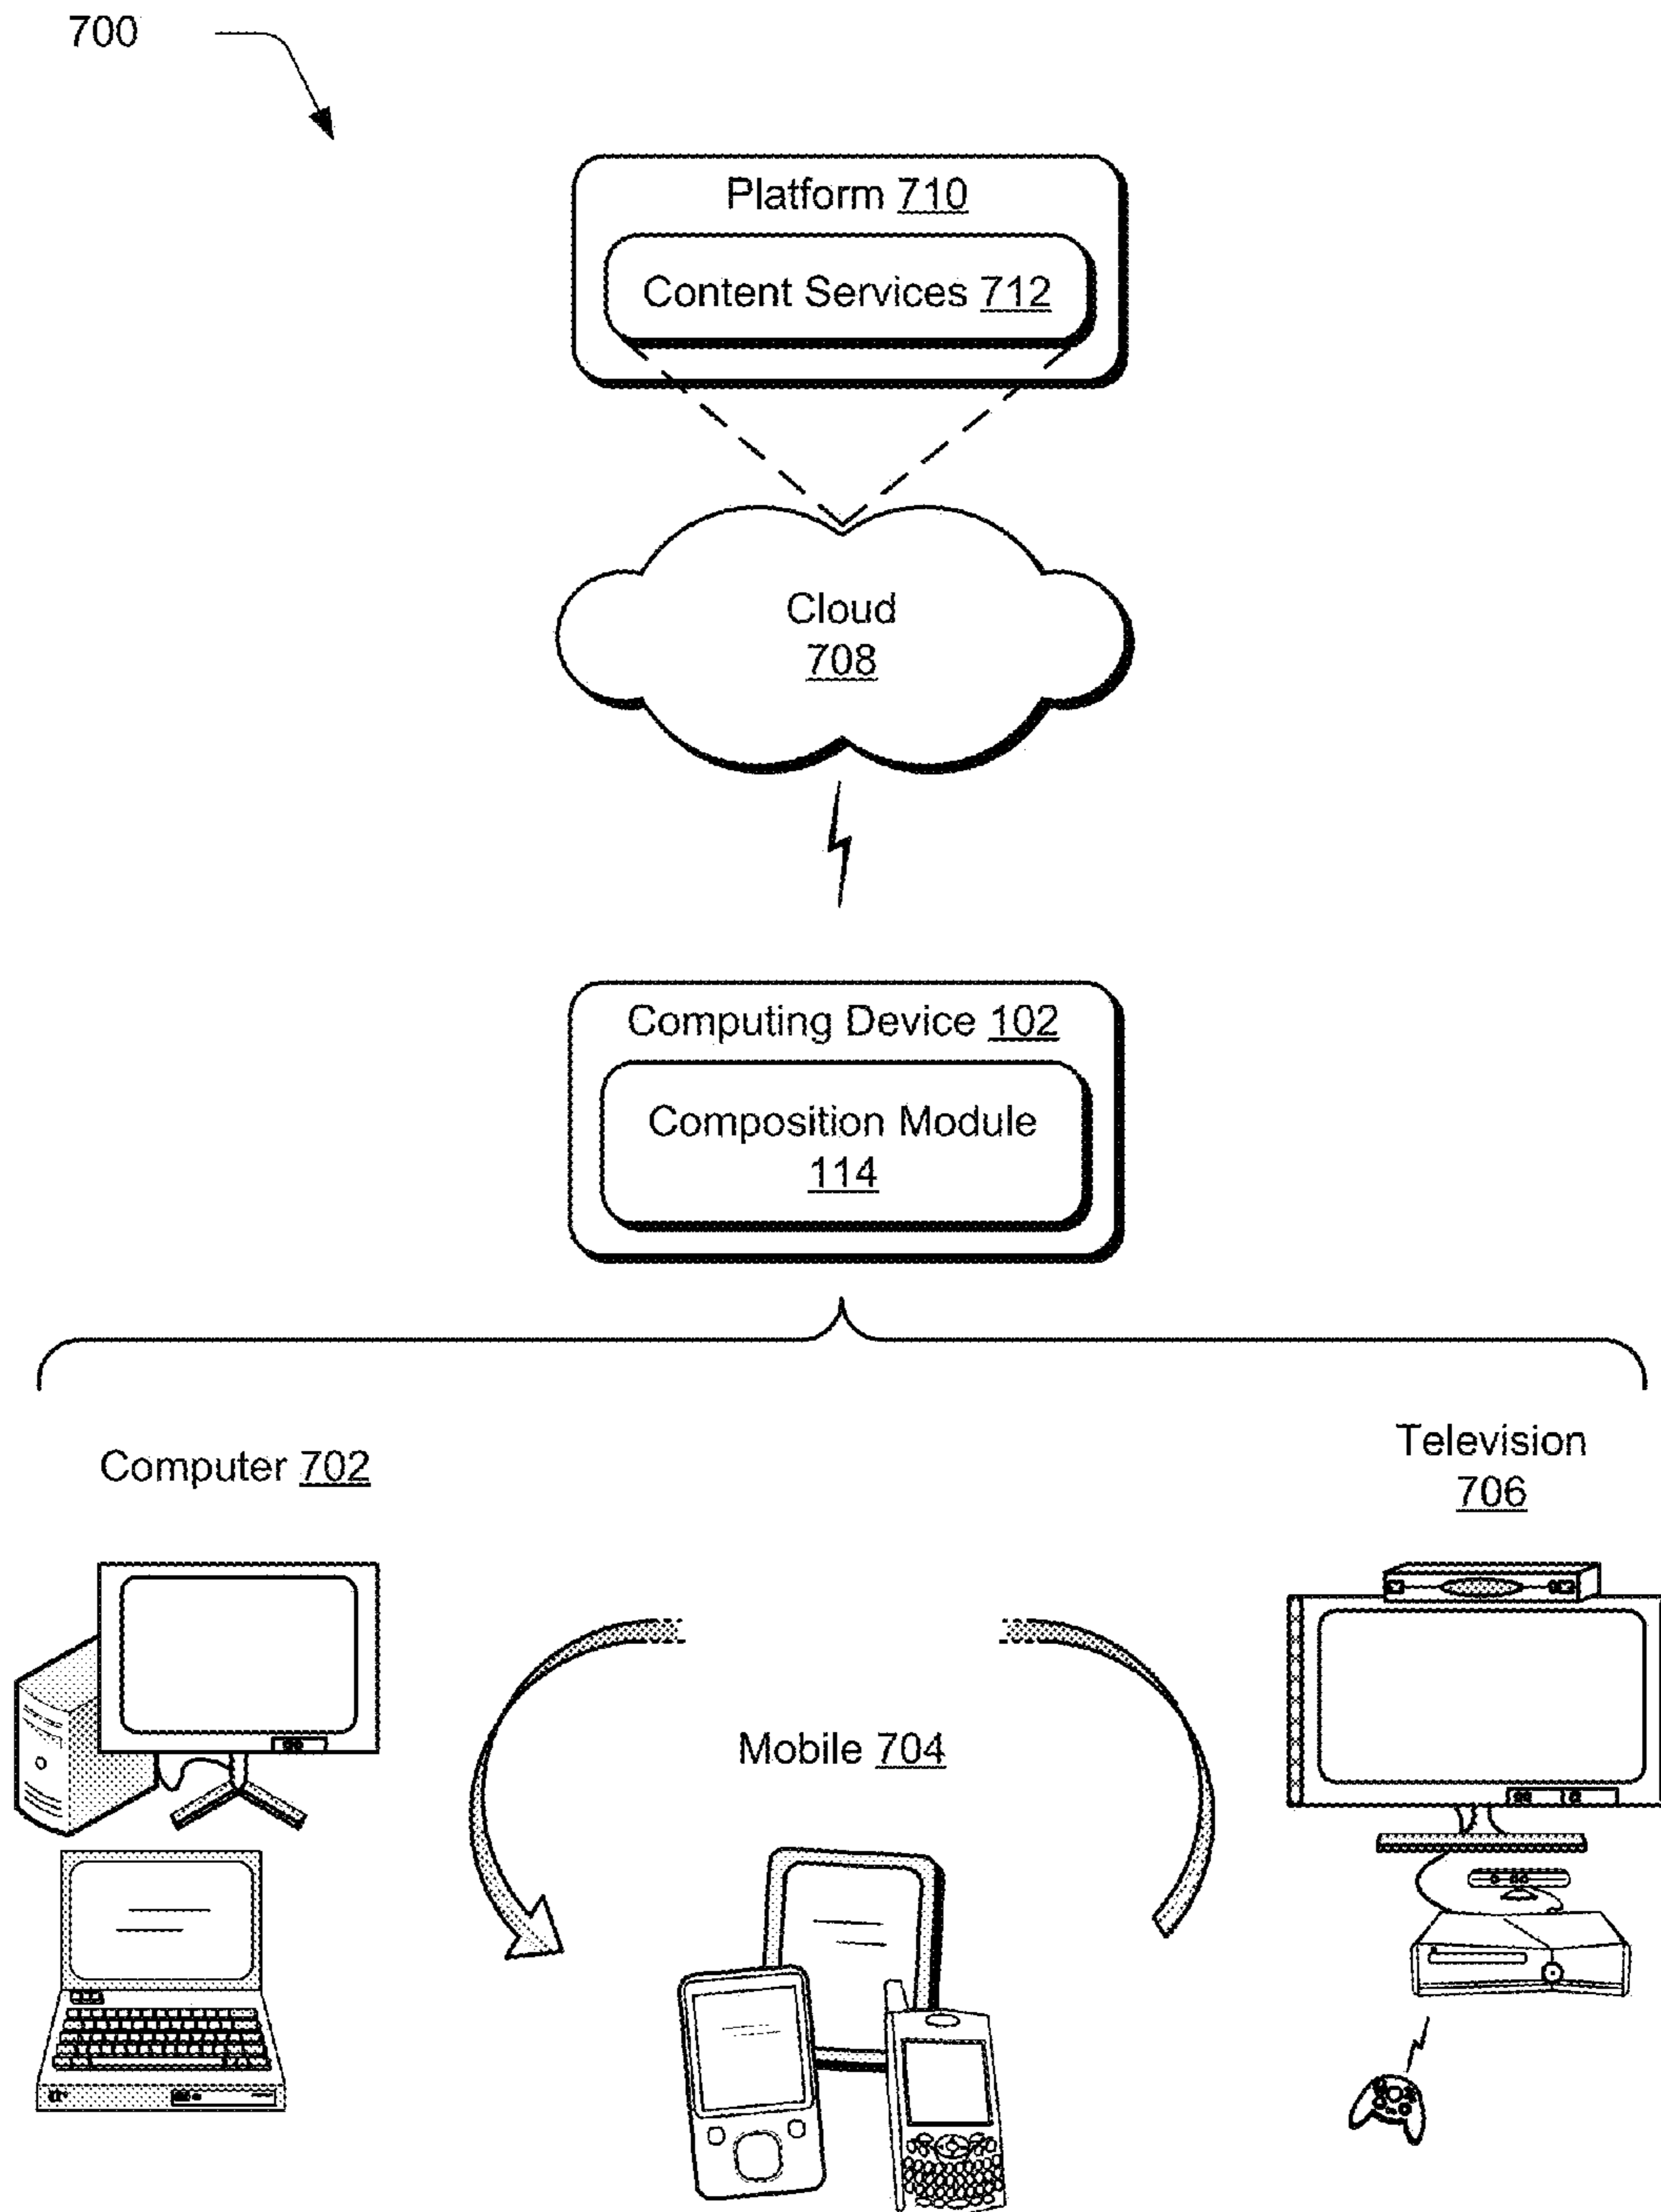 700
Platform 710
Content Services 712
Cloud
708
Computing Device 102
Composition Module
114
Computer 702
Television
706
Mobile 704